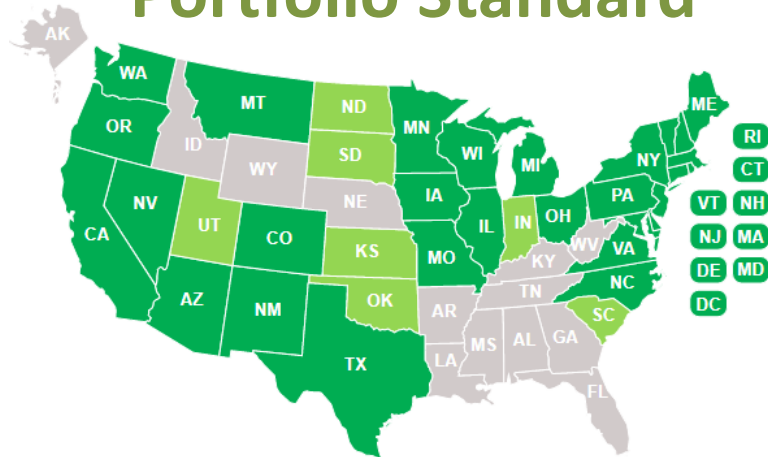 Portfolio Standard
AK
WA
MT
ND
MN
ME
OR
ID
SD
WI
MI
NY
RI
WY
CT
NE
IA
PA
NV
IL
IN
OH
VT NH
UT
CO
CA
KS
MO
WV
VA
NJ MA
KY
DE MD
NC
AZ
NM
OK
AR
TN
SC
DC
TX
LA
MS
AL
GA
FL